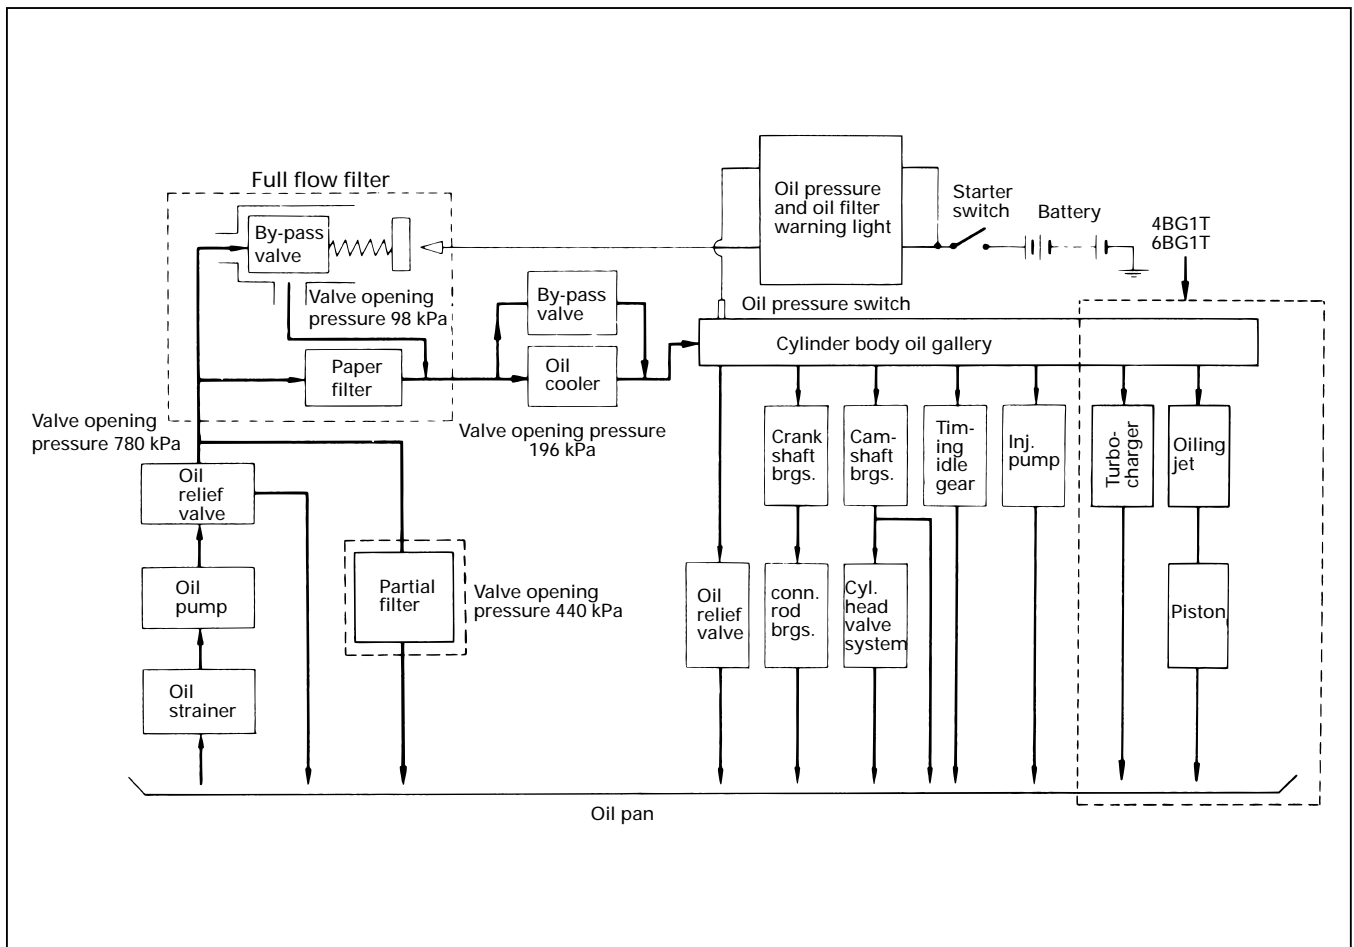 Full flow filter
By-pass
valve
Valve opening
pressure 98 kPa
Paper
filter
By-pass
valve
Oil
cooler
Valve opening pressure
196 kPa
Oil pressure
and oil filter
warning light
Starter
switch
Battery
4BG1T
6BG1T
Oil pressure switch
Cylinder body oil gallery
Valve opening
pressure 780 kPa
Oil
relief
valve
Oil
pump
Oil
strainer
Partial
filter
Valve opening
pressure 440 kPa
Crank
shaft
brgs.
Cam-
shaft
brgs.
Tim-
ing
idle
gear
Inj.
pump
Turbo-
charger
Oiling
jet
Oil
relief
valve
conn.
rod
brgs.
Cyl.
head
valve
system
Piston
Oil pan